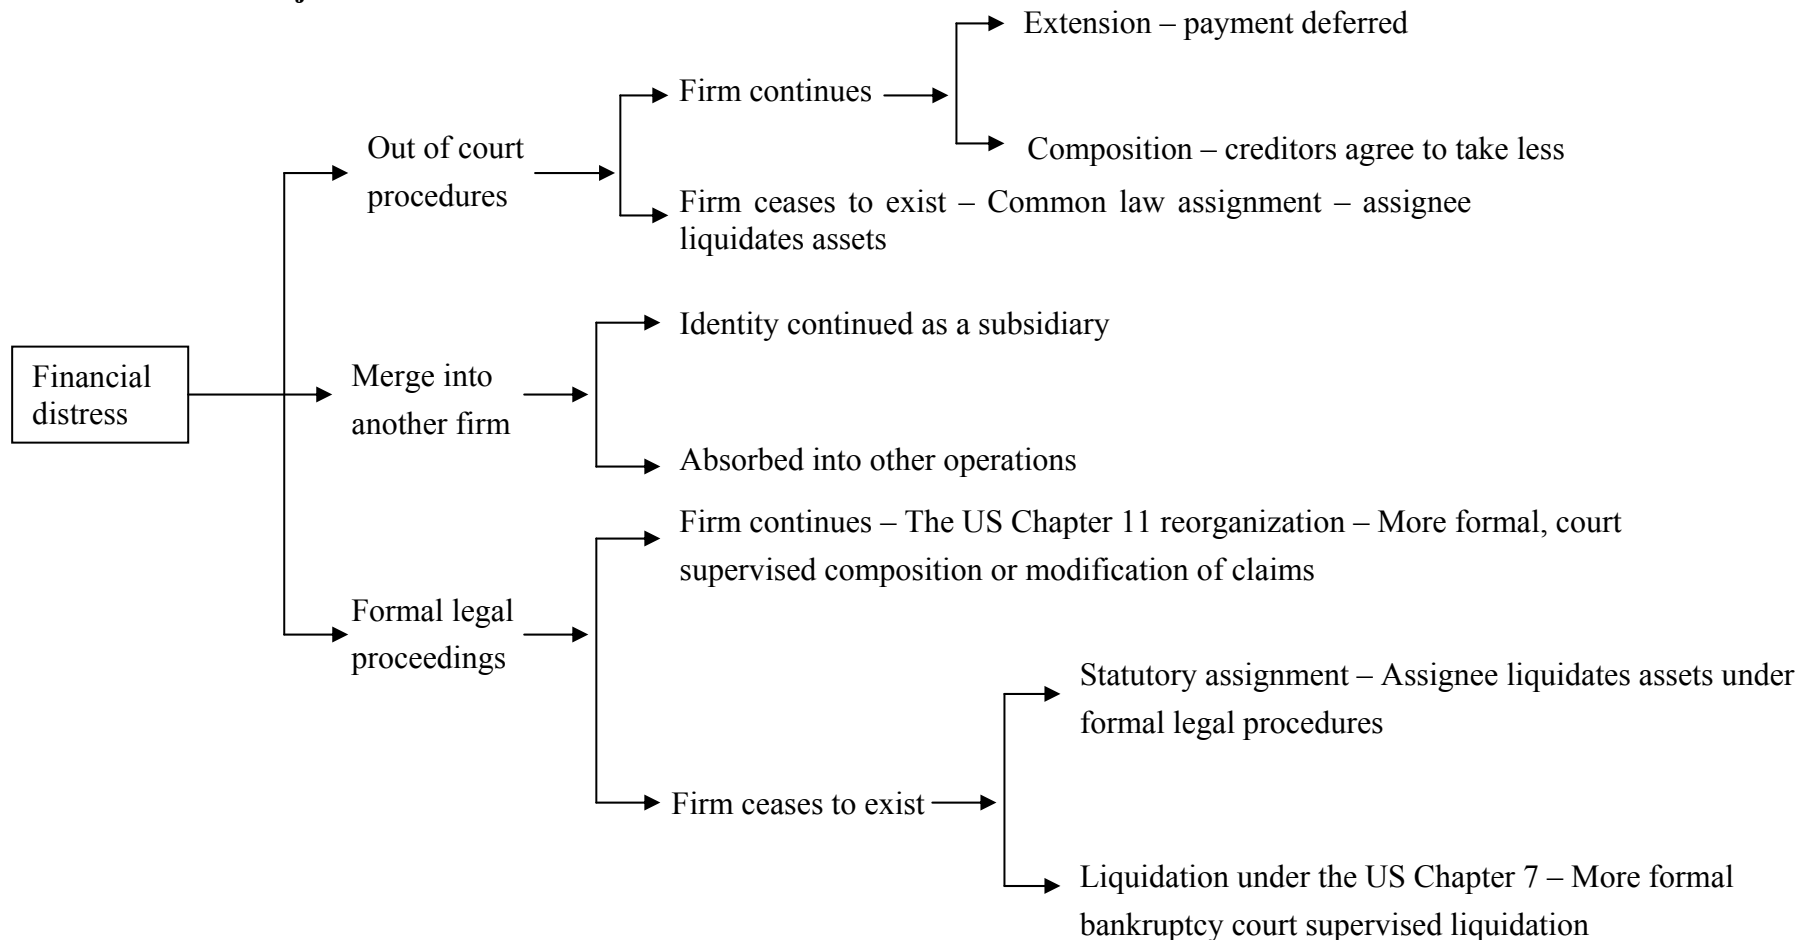 Extension – payment deferred
Firm continues
Composition – creditors agree to take less
Out of court
procedures
Firm ceases to exist – Common law assignment – assignee
liquidates assets
Identity continued as a subsidiary
Financial
distress
Merge into
another firm
Absorbed into other operations
Firm continues – The US Chapter 11 reorganization – More formal, court
supervised composition or modification of claims
Formal legal
proceedings
Statutory assignment – Assignee liquidates assets under
formal legal procedures
Firm ceases to exist
Liquidation under the US Chapter 7 – More formal
bankruptcy court supervised liquidation